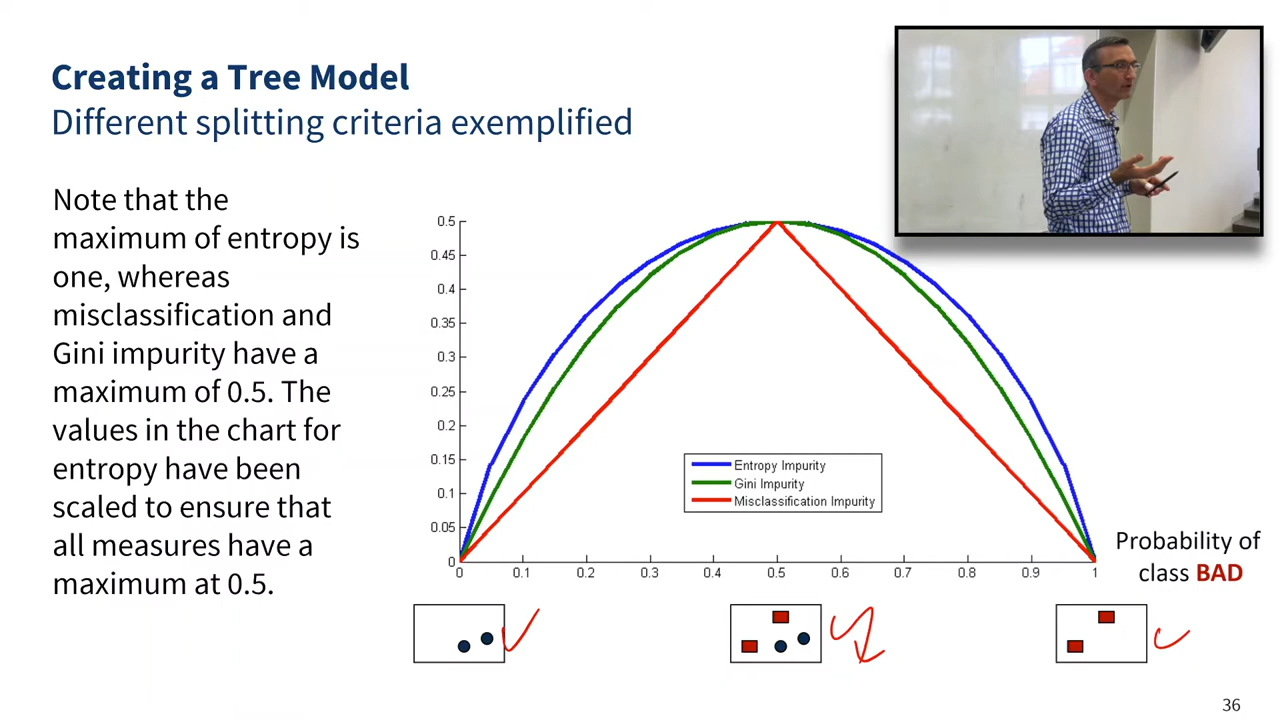 Creating a Tree Model
Different splitting criteria exemplified
Note that the
maximum of entropy is
one, whereas
misclassification and
Gini impurity have a
maximum of 0.5. The
values in the chart for
entropy have been
scaled to ensure that
all measures have a
maximum at 0.5.
0.5
0.45
0.4
0.35
0.3
0.25
0.2
0.15
0.1
0.05
0
0 0.1 0.2 0.3 0.4 0.5 0.6 0.7 0.8 0.9 1
Entropy Impurity
Gini Impurity
Misclassification Impurity
Probability of
class BAD
36